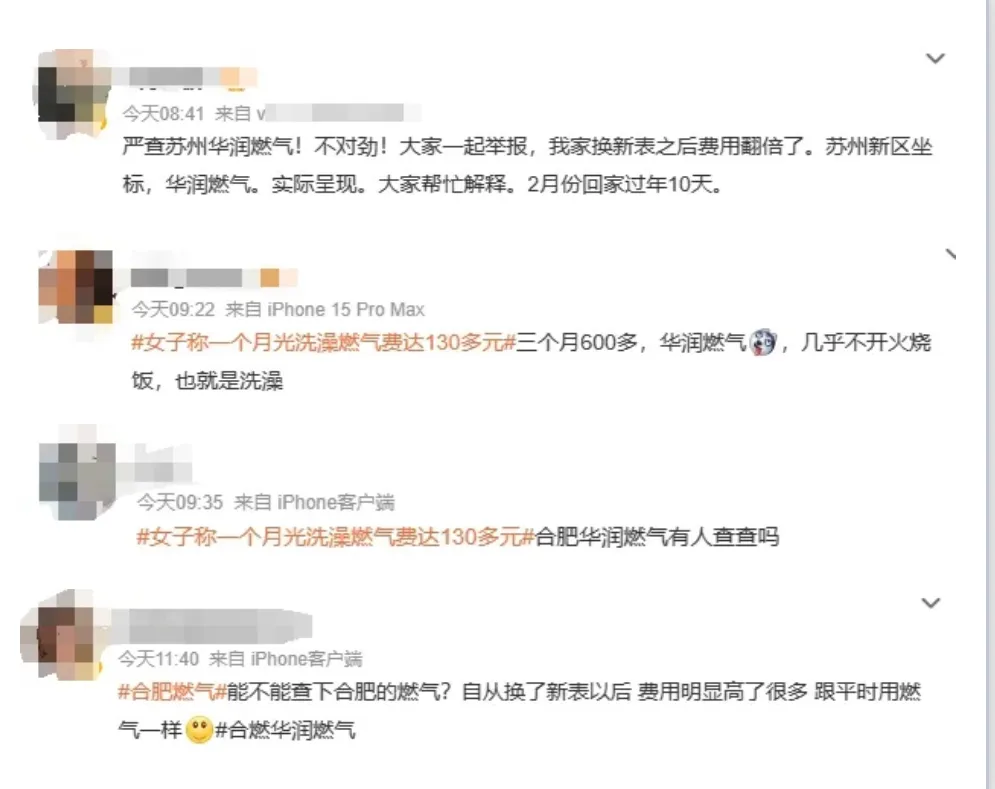 今天08:41 来自
严查苏州华润燃气！不对劲！大家一起举报，我家换新表之后费用翻倍了。苏州新区坐
标，华润燃气。实际呈现。大家帮忙解释。2月份回家过年10天。
今天09:22 来自 iPhone 15 Pro Max
#女子称一个月光洗澡燃气费达130多元#三个月600多，华润燃气，几乎不开火烧
饭，也就是洗澡
今天09:35 来自 iPhone客户端
#女子称一个月光洗澡燃气费达130多元#合肥华润燃气有人查查吗
今天11:40 来自 iPhone客户端
#合肥燃气#能不能查下合肥的燃气？自从换了新表以后 费用明显高了很多 跟平时用燃
气一样#合燃华润燃气